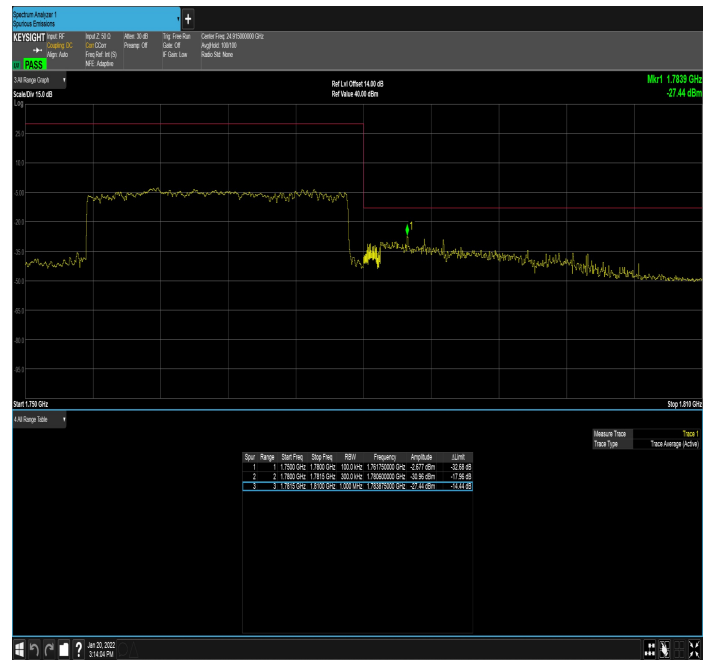 Spectrum Analyzer 1
Spurious Emissions
+
KEYSIGHT Input: RF Input Z: 50 Ω Atten: 30 dB Trig: Free Run Center Freq: 24.915000000 GHz
Coupling: DC Corr CCorr Preamp: Off Gate: Off Avg|Hold: 100/100
Align: Auto Freq Ref: Int (S) IF Gain: Low Radio Std: None
NFE: Adaptive
PASS
3 All Range Graph
Ref Lvl Offset 14.00 dB
Mkr1 1.7839 GHz
Scale/Div 15.0 dB
Ref Value 40.00 dBm
-27.44 dBm
Log
25.0
10.0
-5.00
-20.0
-35.0
-50.0
-65.0
-80.0
-95.0
1
Start 1.750 GHz
Stop 1.810 GHz
4 All Range Table
Measure Trace Trace 1
Trace Type Trace Average (Active)
Spur Range Start Freq Stop Freq RBW Frequency Amplitude ΔLimit
1 1 1.7500 GHz 1.7800 GHz 100.0 kHz 1.761750000 GHz -2.677 dBm -32.68 dB
2 2 1.7800 GHz 1.7815 GHz 300.0 kHz 1.780600000 GHz -30.96 dBm -17.96 dB
3 3 1.7815 GHz 1.8100 GHz 1.000 MHz 1.783875000 GHz -27.44 dBm -14.44 dB
?
Jan 20, 2022
3:14:04 PM